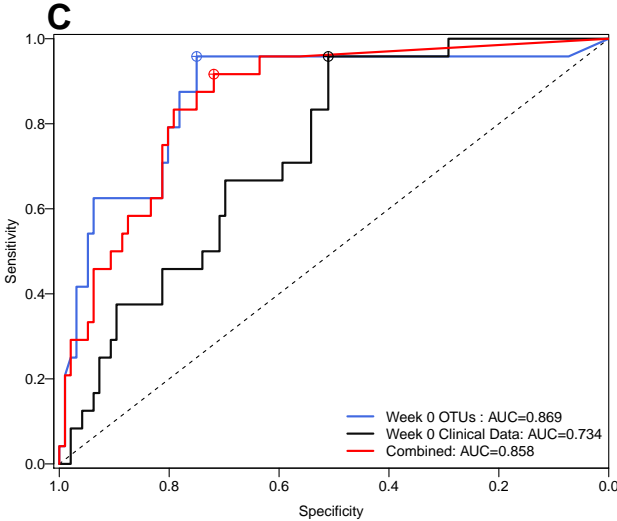 C
1.0
0.8
0.6
0.4
0.2
0.0
Sensitivity
Week 0 OTUs : AUC=0.869
Week 0 Clinical Data: AUC=0.734
Combined: AUC=0.858
1.0 0.8 0.6 0.4 0.2 0.0
Specificity